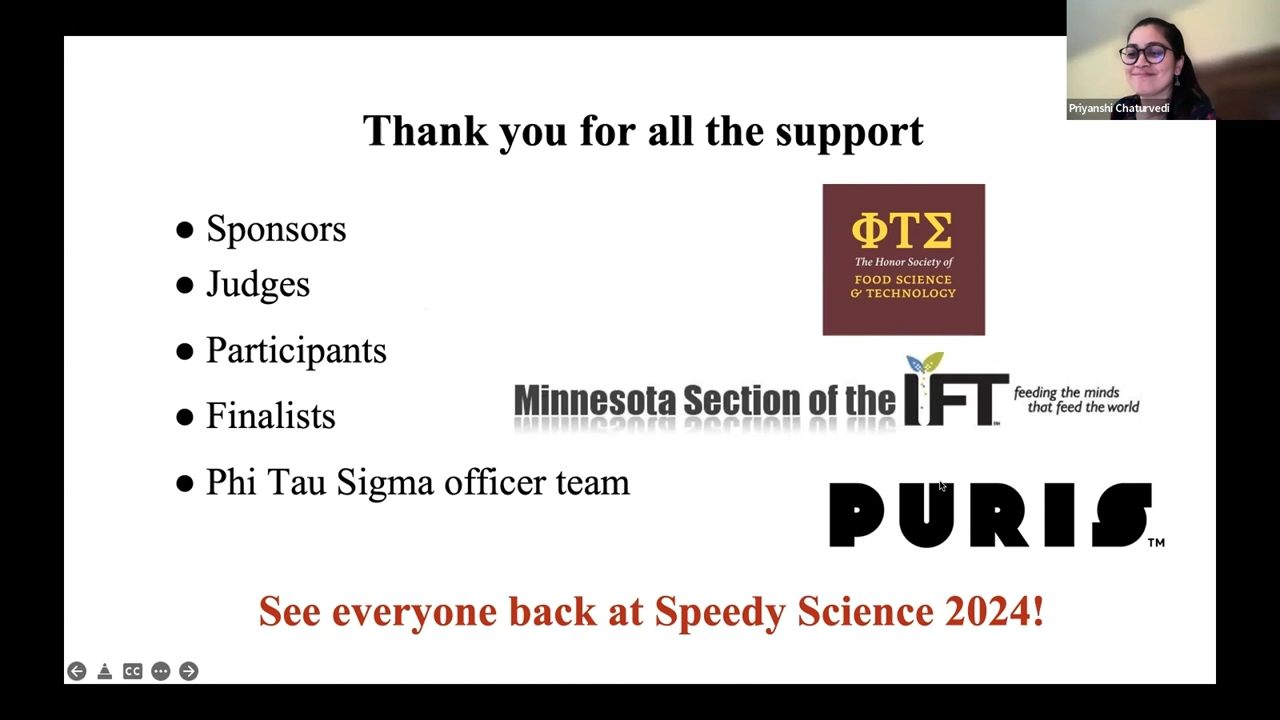 Priyanshi Chaturvedi
Thank you for all the support
● Sponsors
● Judges
● Participants
● Finalists
● Phi Tau Sigma officer team
ΦΤΣ
The Honor Society of
FOOD SCIENCE
& TECHNOLOGY
Minnesota Section of the IFT
feeding the minds
that feed the world
PURIS™
See everyone back at Speedy Science 2024!
CC